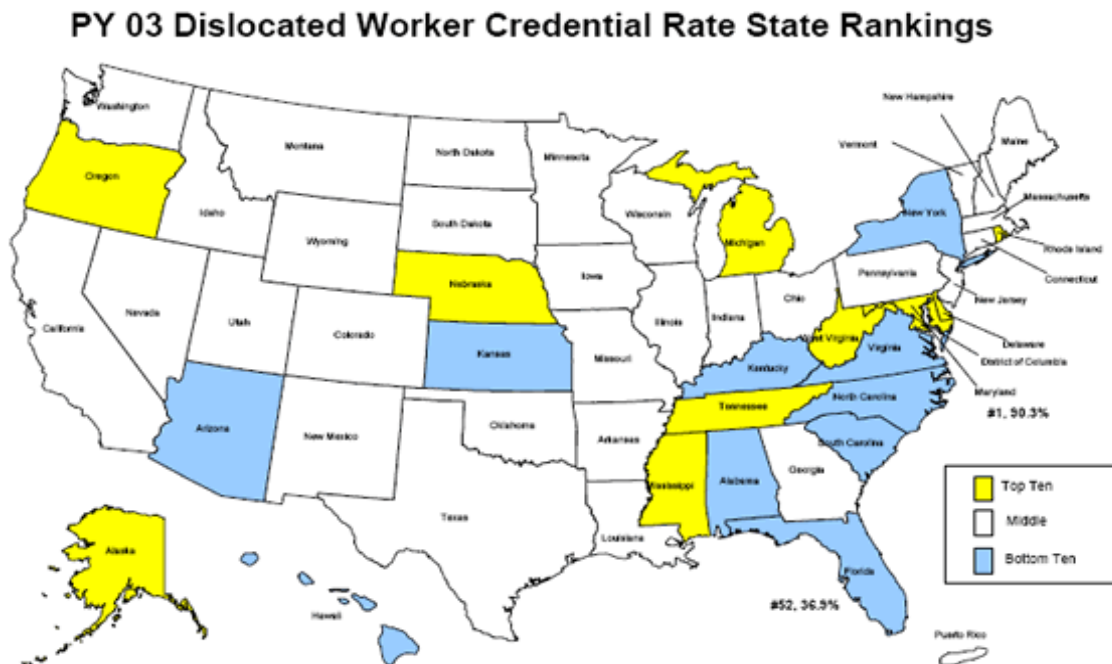 PY 03 Dislocated Worker Credential Rate State Rankings
Washington
Oregon
Idaho
Montana
North Dakota
Minnesota
South Dakota
Wyoming
Wisconsin
Michigan
New Hampshire
Vermont
Maine
Massachusetts
New York
Rhode Island
Connecticut
Pennsylvania
New Jersey
Nebraska
Iowa
California
Nevada
Utah
Colorado
Kansas
Missouri
Illinois
Indiana
Ohio
West Virginia
Virginia
Kentucky
Delaware
District of Columbia
Maryland
#1, 90.3%
North Carolina
Tennessee
South Carolina
Arizona
New Mexico
Oklahoma
Arkansas
Mississippi
Alabama
Georgia
Texas
Louisiana
Florida
#52, 36.9%
Alaska
Hawaii
Puerto Rico
Top Ten
Middle
Bottom Ten